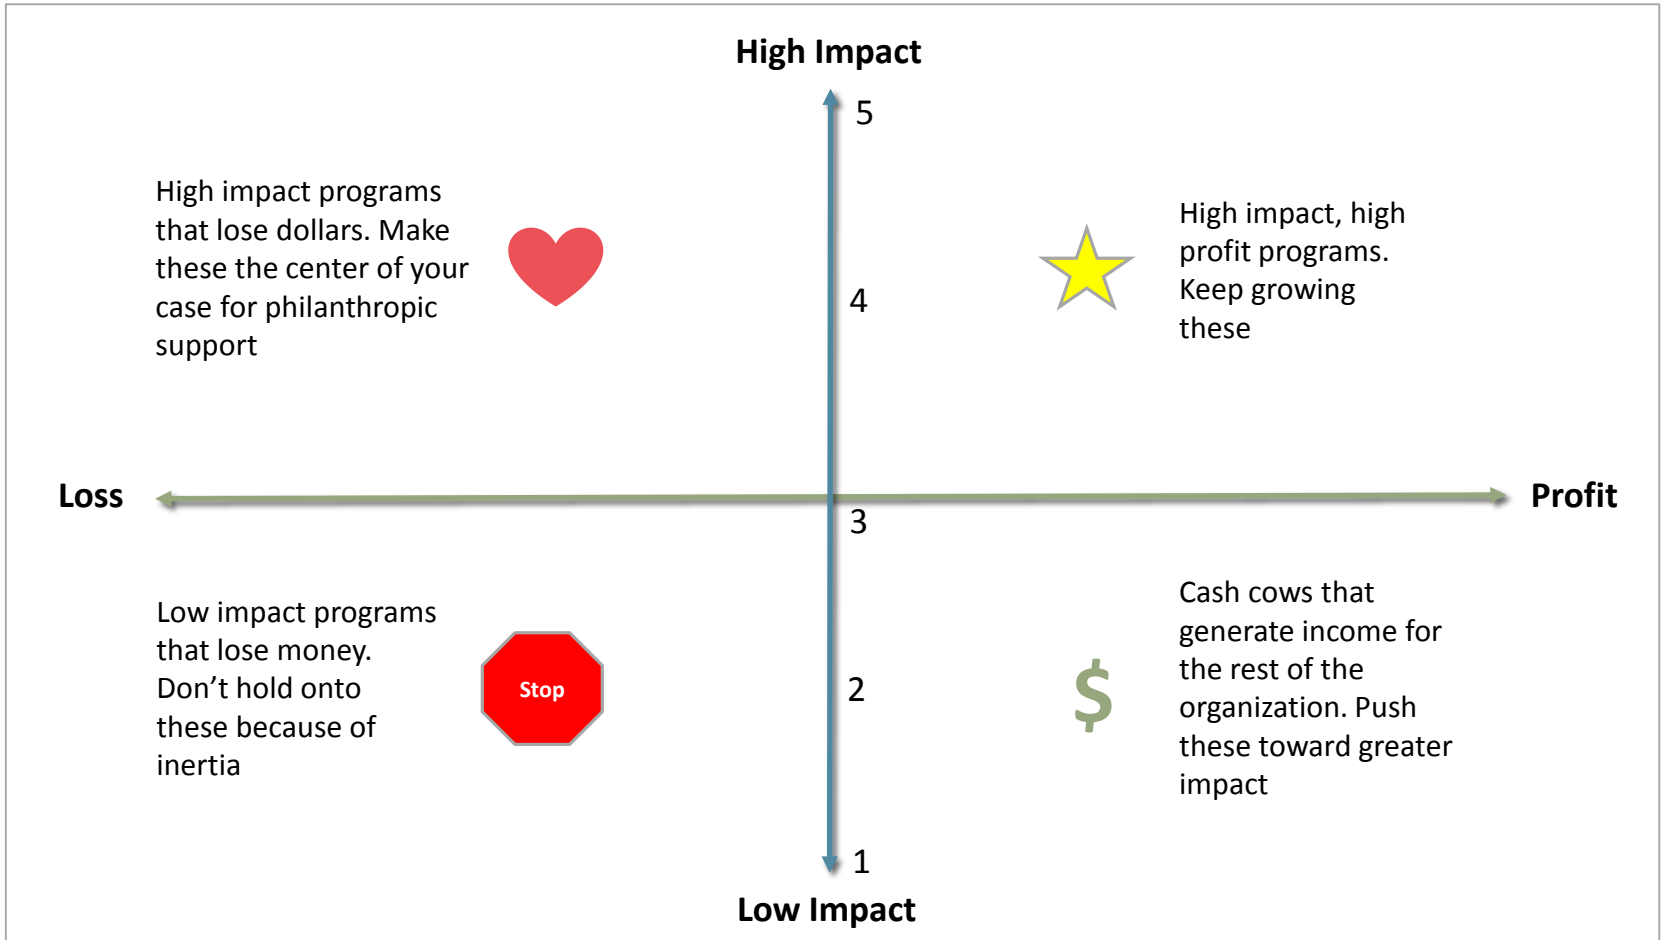 High Impact
5
High impact programs
that lose dollars. Make
these the center of your
case for philanthropic
support
High impact, high
profit programs.
Keep growing
these
4
Loss
Profit
3
Low impact programs
that lose money.
Don’t hold onto
these because of
inertia
Stop
2
$
Cash cows that
generate income for
the rest of the
organization. Push
these toward greater
impact
1
Low Impact